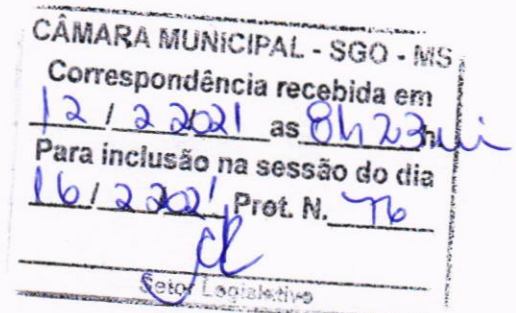 CÂMARA MUNICIPAL - SGO - MS
Correspondência recebida em
12 / 2 2021 as 8h23h
Para inclusão na sessão do dia
16 / 2 2021 Prot. N. 76
Setor Legislativo